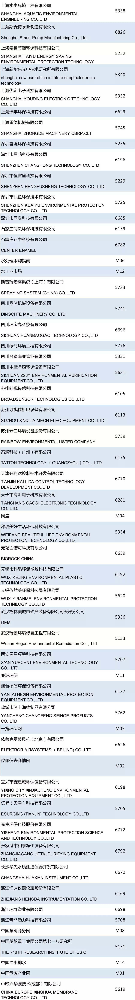 上海水生环境工程有限公司
SHANGHAI AQUATIC ENVIRONMENTAL
ENGINEERING CO.,LTD
5338
上海斯麦特泵业制造有限公司
Shanghai Smart Pump Manufacturing Co., Ltd.
6826
上海泰誉节能环保科技有限公司
SHANGHAI TAIYU ENERGY SAVING
ENVIRONMENTAL PROTECTION TECHNOLOGY
5252
上海新华东光电技术研究所有限公司
shanghai new east china institute of optoelectronic
technology
5340
上海优定电子科技有限公司
SHANGHAI YOUDING ELECTRONIC TECHNOLOGY
CO.,LTD
5332
上海臻丰环保科技有限公司
6629
上海重德机械有限公司
SHANGHAI ZHONGDE MACHINERY CBRP.CLT
5745
深圳睿境环保科技有限公司
5255
深圳市昌鸿科技有限公司
SHENZHEN CHANGHONG TECHNOLOGY CO.,LTD
6196
深圳市恒富盛科技有限公司
SHENZHEN HENGFUSHENG TECHNOLOGY CO.,LTD
5229
深圳市快鱼环保技术有限公司
SHENZHEN KUAIYU ENVIRONMENTAL PROTECTION
TECHNOLOGY CO.,LTD
5725
深圳市同奥科技有限公司
6685
石家庄清岚环保科技有限公司
6139
石家庄正中科技有限公司
CENTER ENAMEL
6782
水处理采购指南
M06
水工业市场
M12
斯普瑞喷雾系统（上海）有限公司
SPRAYING SYSTEM (CHINA) CO.,LTD
5733
四川鼎创机械设备有限公司
DINGCHTE MACHINERY CO.,LTD
5741
四川环宝高科技有限公司
SICHUAN HUANBAOGAO TECHNOLOGY CO.,LTD
6696
四川绿岛环境工程有限公司
5776
四川台塑南亚管业有限公司
5331
四川中盛净源环保设备有限公司
SICHUAN ZSJY ENVIRONMENTAL PURIFICATION
EQUIPMENT CO.,LTD
5621
苏州蛙视传感科技有限公司
BROADSENSOR TECHNOLOGIES CO.,LTD
6105
苏州歆祺佳机电设备有限公司
SUZHOU XINQIJIA MECH-ELEC EQUIPMENT CO.,LTD
6113
苏州云白环境设备股份有限公司
RAINBOW ENVIRONMENTAL LISTED COMPANY
5759
泰通科技（广州）有限公司
TATTON TECHNOLOGY （GUANGZHOU）CO.，LTD
6175
天津开利达控制技术开发有限公司
TIANJIN KALLIDA CONTROL TECHNOLOGY
DEVELOPMENT CO.,LTD
6770
天长市高斯电子科技有限公司
TIANCHANG GAOSI ELECTRONIC TECHNOLOGY
CO.,LTD.
6281
网盛
M04
潍坊美好生活环保科技有限公司
WEIFANG BEAUTIFUL LIFE ENVIRONMENTAL
PROTECTION TECHNOLOGY CO.,LTD.
5354
无锡百诺可科技有限公司
BIOROCK CHINA
6659
无锡市科晶环保塑胶科技有限公司
WUXI KEJING ENVIRONMENTAL PLASTIC
TECHNOLOGY CO.,LTD
6192
无锡依然美环保科技局有限公司
WUXI YIRANMEI ENVIRONMENTAL PROTECTION
TECHNILOGY CO.,LTD
5620
武汉格林美城市矿产装备有限公司天津分公司
GEM
5356
武汉瑞景环境修复工程有限公司
Wuhan Regen Environmental Remediation Co.，Ltd
5133
西安昱昌环境科技有限公司
XI'AN YURCENT ENVIRONMENTAL TECHNOLOGY
CO., LTD
5707
亚洲环保
M11
烟台核信环保设备有限公司
YANTAI HEXIN ENVIRONMENTAL PROTECTION
EQUIPMENT CO.,LTD
6137
盐城市创丰海绵制品有限公司
YANCHENG CHANGFENG SEINGE PROFUCTS
CO.,LTD
5762
一览环保网
M05
依莱克罗鼓风机（北京）有限公司
ELEKTROR AIRSYSTEMS （BEIJING) CO.,LTD
6626
仪器仪表商情网
M02
宜兴市鑫嘉诚环保设备有限公司
YIXING CITY XINJIACHENG ENVIRONMENTAL
PROTECTION EQUIPMENT CO., LTD.
6198
亿昇（天津）科技有限公司
ESURGING (TIANJIN) TECHNOLOGY CO.,LTD
5705
益生环保科技股份有限公司
YISHENG ENVIRONMENTAL PROTECTION SCIENCE
AND TECHNOLGY CO.,LTD
6772
张家港市和泰净化设备有限公司
ZHANGJIAGANG HETAI PURIFYING EQUIPMENT
CO.,LTD
6792
长沙华先水质测控仪器开发有限公司
CHANGSHA HUAXIAN INSTRUMENT CO.,LTD
6672
浙江恒达仪器仪表股份有限公司
ZHEJIANG HENGDA INSTRUMENTATION CO.,LTD
6169
浙江环群塑业有限公司
6698
浙江青马动力科技有限公司
5708
中国泵阀商务网
M08
中国船舶重工集团公司第七一八研究所
THE 718TH RESEARCH INSTITUTE OF CSIC
5151
中国给水排水
M14
中国危废产业网
M01
中欧兴华膜技术(成都）有限公司
CHINA EUROPE XINGHUA MEMBRANE
TECHNOLOGY CO.,LTD
5619